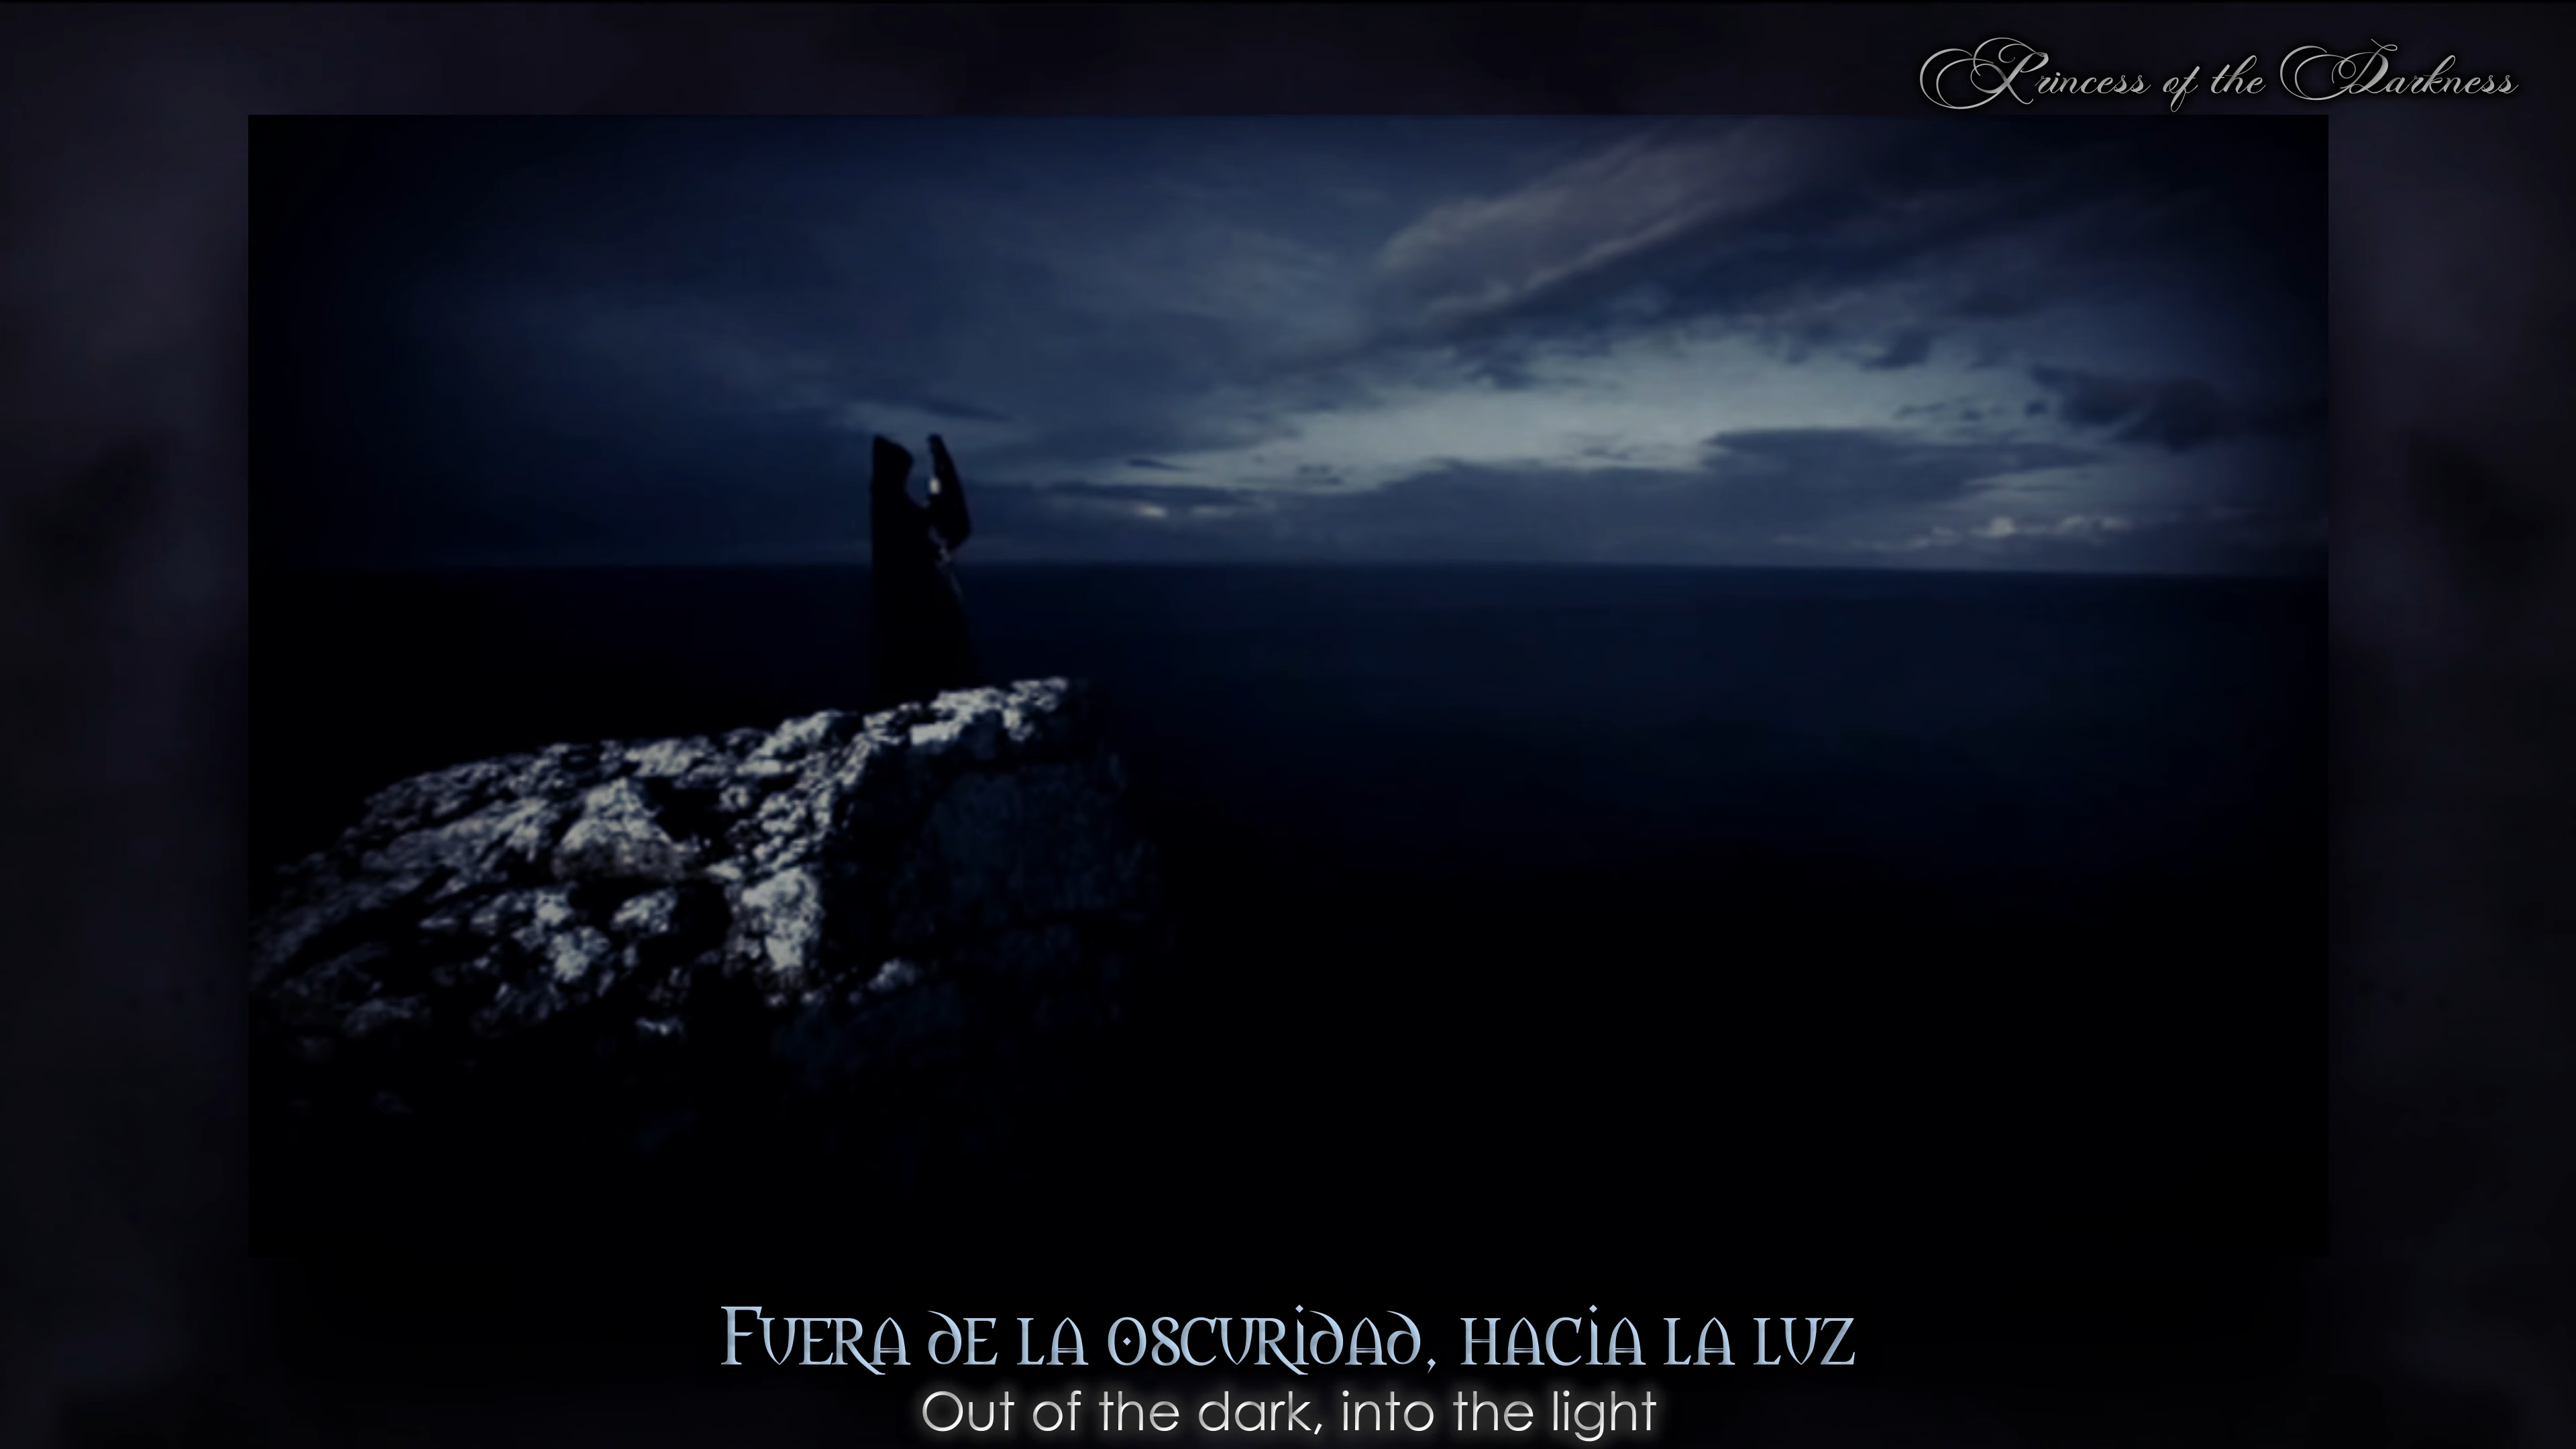 Princess of the Darkness
Fuera de la oscuridad, hacia la luz
Out of the dark, into the light